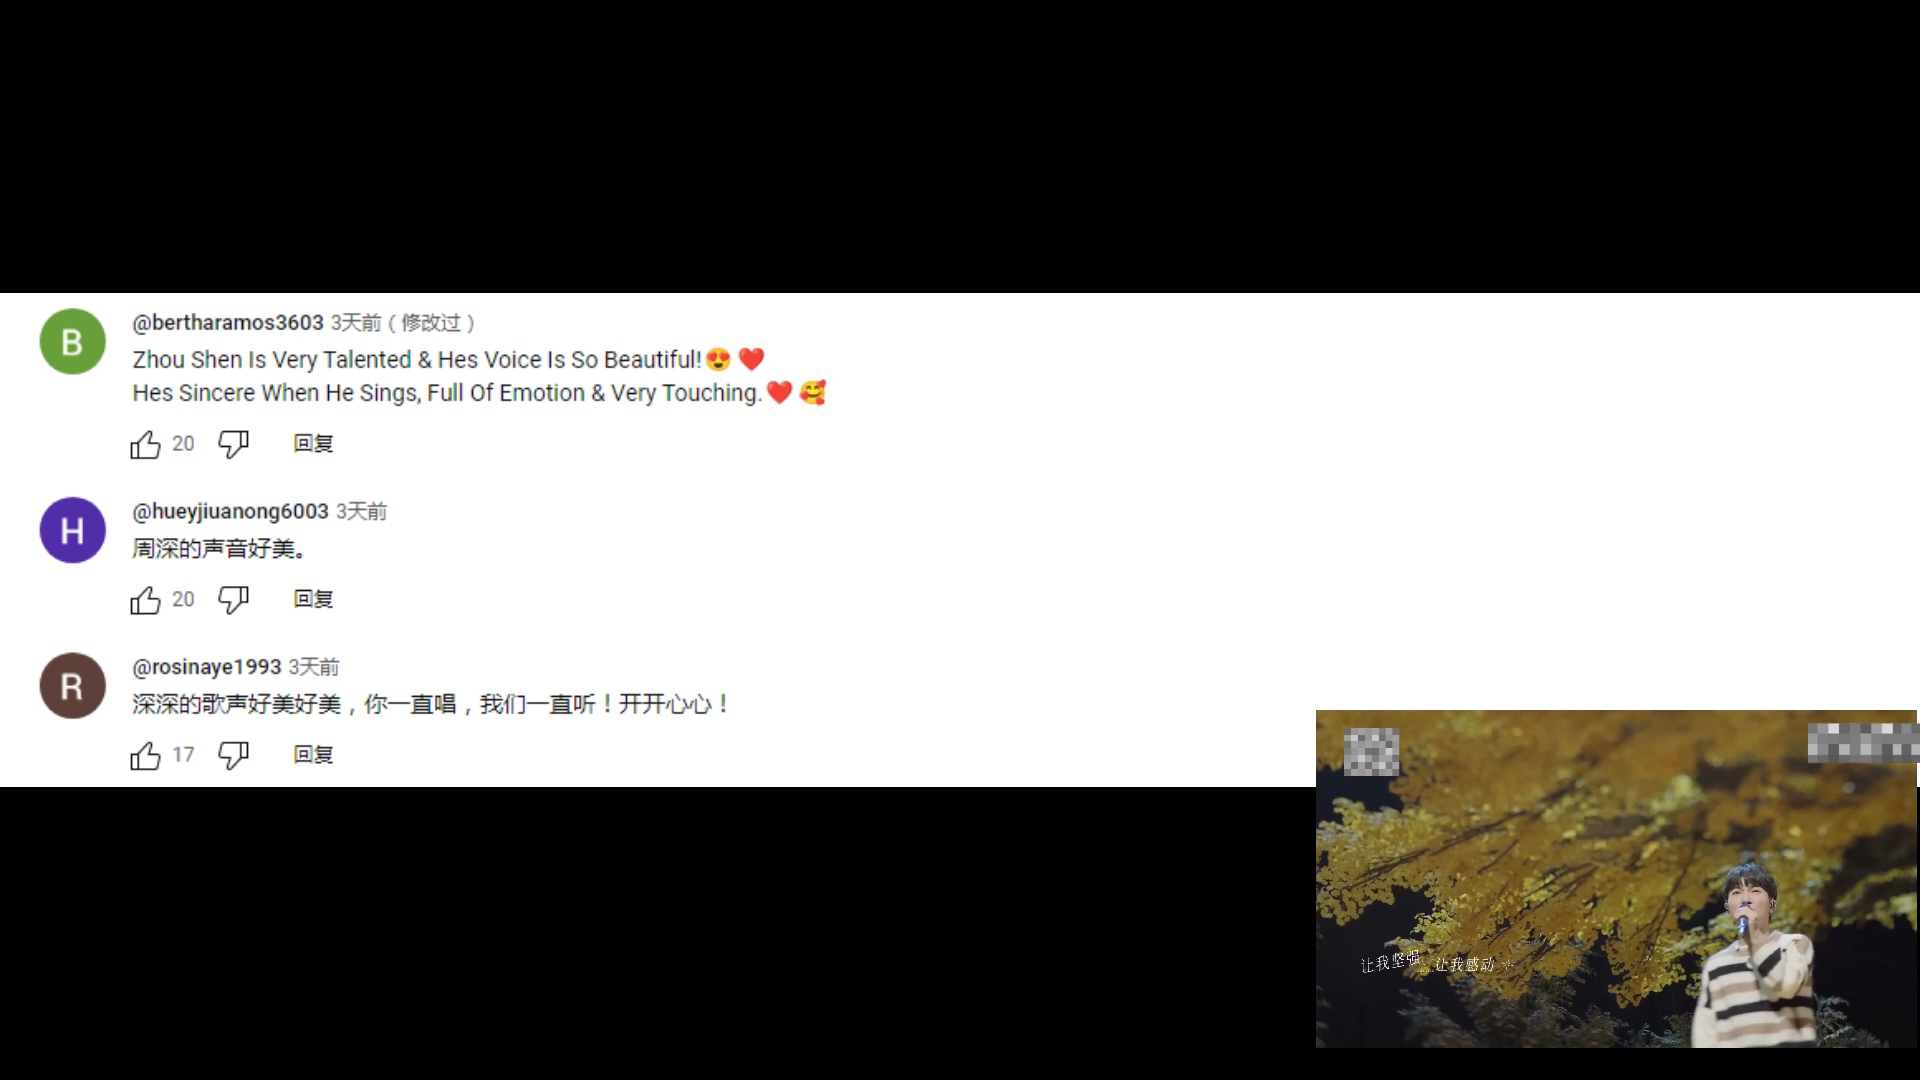 B
@bertharamos3603 3天前（修改过）
Zhou Shen Is Very Talented & Hes Voice Is So Beautiful!😍 ❤️
Hes Sincere When He Sings, Full Of Emotion & Very Touching.❤️ 🥰
20 回复
H
@hueyjiuanong6003 3天前
周深的声音好美。
20 回复
R
@rosinaye1993 3天前
深深的歌声好美好美，你一直唱，我们一直听！开开心心！
17 回复
让我坚强 让我感动